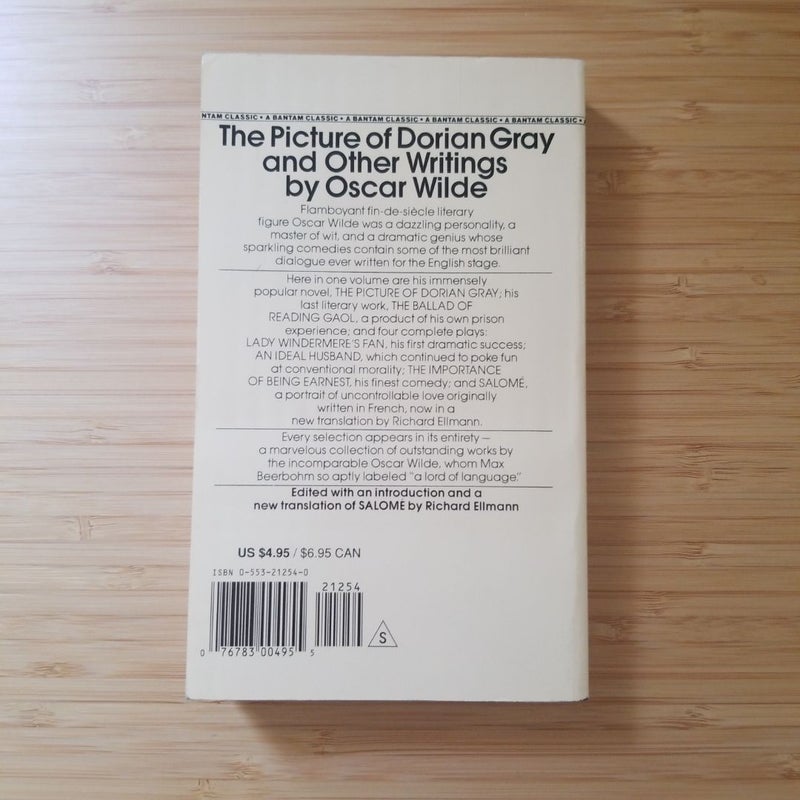 NTAM CLASSIC • A BANTAM CLASSIC • A BANTAM CLASSIC • A BANTAM CLASSIC • A BANTAM CLASSIC •
The Picture of Dorian Gray
and Other Writings
by Oscar Wilde
Flamboyant fin-de-siècle literary
figure Oscar Wilde was a dazzling personality, a
master of wit, and a dramatic genius whose
sparkling comedies contain some of the most brilliant
dialogue ever written for the English stage.
Here in one volume are his immensely
popular novel, THE PICTURE OF DORIAN GRAY; his
last literary work, THE BALLAD OF
READING GAOL, a product of his own prison
experience; and four complete plays:
LADY WINDERMERE'S FAN, his first dramatic success;
AN IDEAL HUSBAND, which continued to poke fun
at conventional morality; THE IMPORTANCE
OF BEING EARNEST, his finest comedy; and SALOMÉ,
a portrait of uncontrollable love originally
written in French, now in a
new translation by Richard Ellmann.
Every selection appears in its entirety —
a marvelous collection of outstanding works by
the incomparable Oscar Wilde, whom Max
Beerbohm so aptly labeled "a lord of language."
Edited with an introduction and a
new translation of SALOME by Richard Ellmann
US $4.95 / $6.95 CAN
ISBN 0-553-21254-0
21254
S
0 76783 00495 5